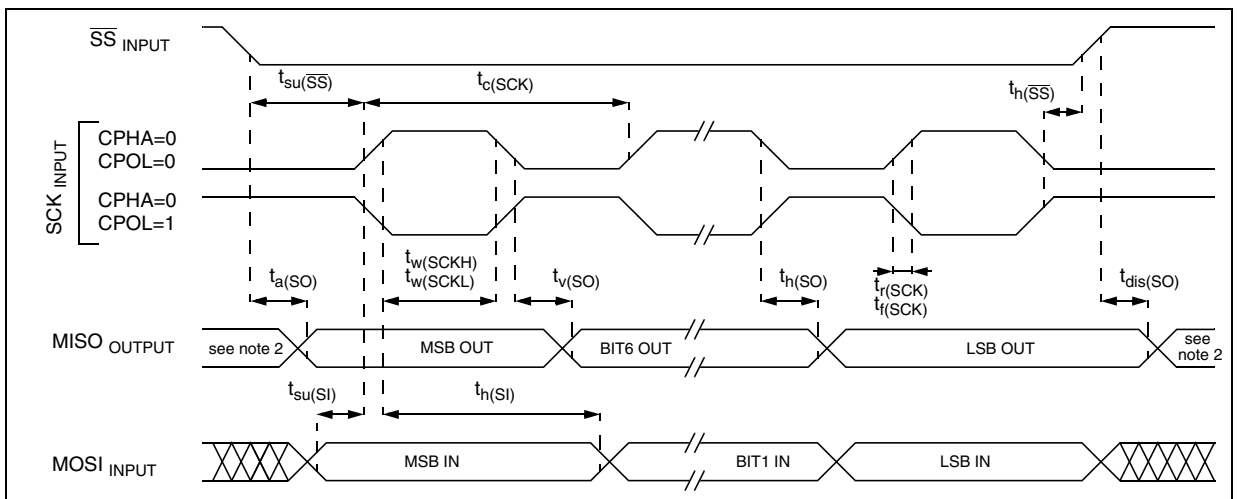 SS INPUT
tsu(SS)
tc(SCK)
th(SS)
SCK INPUT
CPHA=0
CPOL=0
CPHA=0
CPOL=1
ta(SO)
tw(SCKH)
tw(SCKL)
tv(SO)
th(SO)
tr(SCK)
tf(SCK)
tdis(SO)
MISO OUTPUT
see note 2
MSB OUT
BIT6 OUT
LSB OUT
see
note 2
tsu(SI)
th(SI)
MOSI INPUT
MSB IN
BIT1 IN
LSB IN